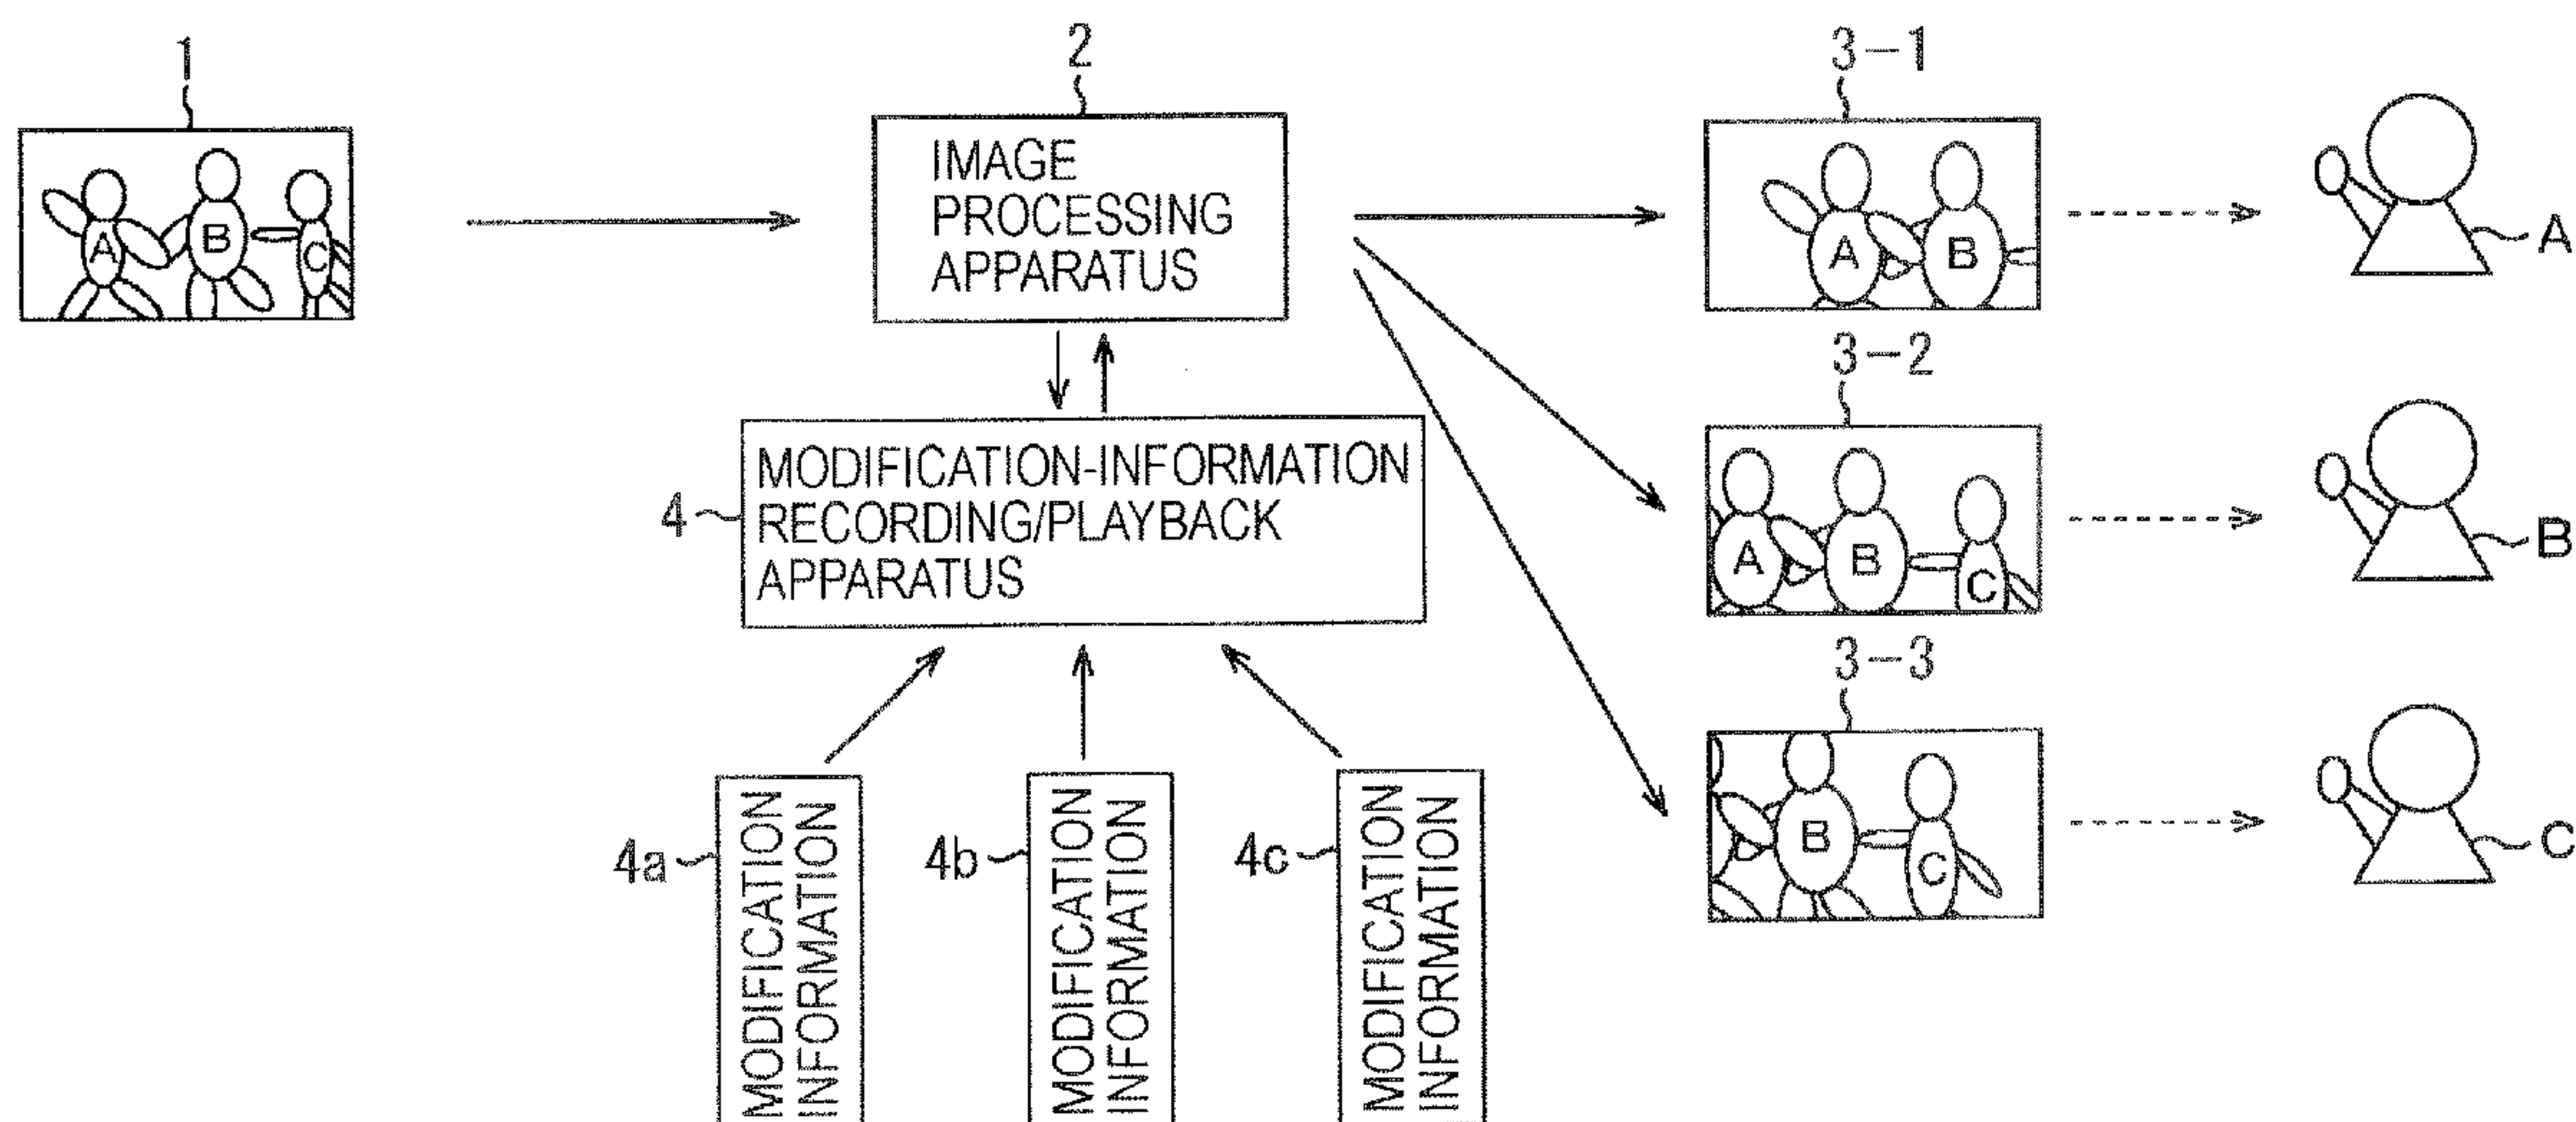 1
2
3-1
A
B
C
IMAGE
PROCESSING
APPARATUS
A
B
A
3-2
4
MODIFICATION-INFORMATION
RECORDING/PLAYBACK
APPARATUS
A
B
C
B
3-3
4a
MODIFICATION
INFORMATION
4b
MODIFICATION
INFORMATION
4c
MODIFICATION
INFORMATION
B
C
C